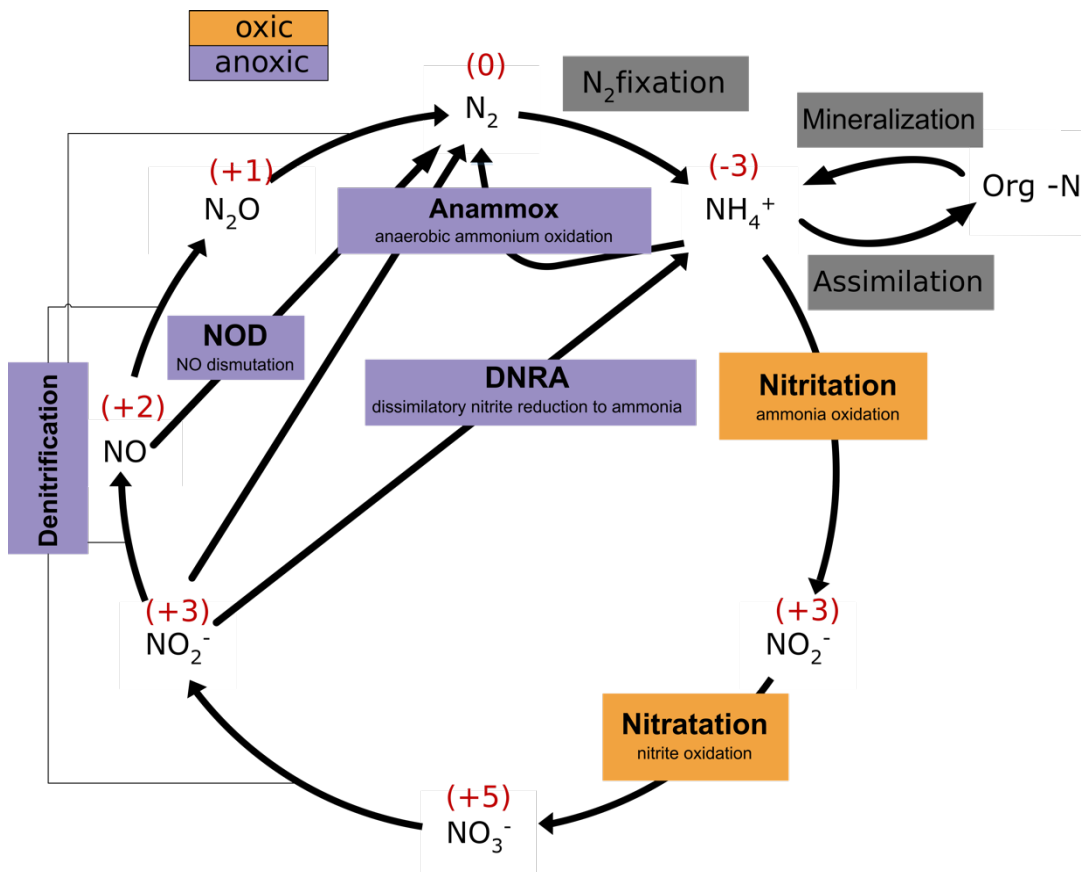 oxic
anoxic
(0)
N₂
N₂fixation
Mineralization
(+1)
N₂O
(-3)
NH₄⁺
Org -N
Anammox
anaerobic ammonium oxidation
Assimilation
NOD
NO dismutation
DNRA
dissimilatory nitrite reduction to ammonia
Nitritation
ammonia oxidation
Denitrification
(+2)
NO
(+3)
NO₂⁻
(+3)
NO₂⁻
Nitratation
nitrite oxidation
(+5)
NO₃⁻